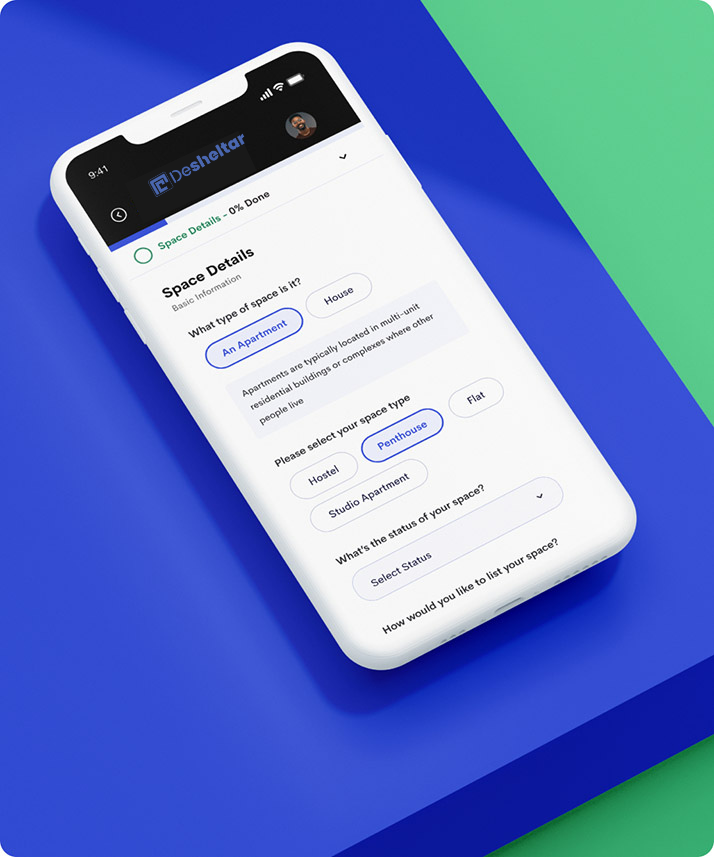 9:41
Desheltar
Space Details - 0% Done
Space Details
Basic Information
What type of space is it?
An Apartment
House
Apartments are typically located in multi-unit
residential buildings or complexes where other
people live
Please select your space type
Hostel
Penthouse
Flat
Studio Apartment
What's the status of your space?
Select Status
How would you like to list your space?